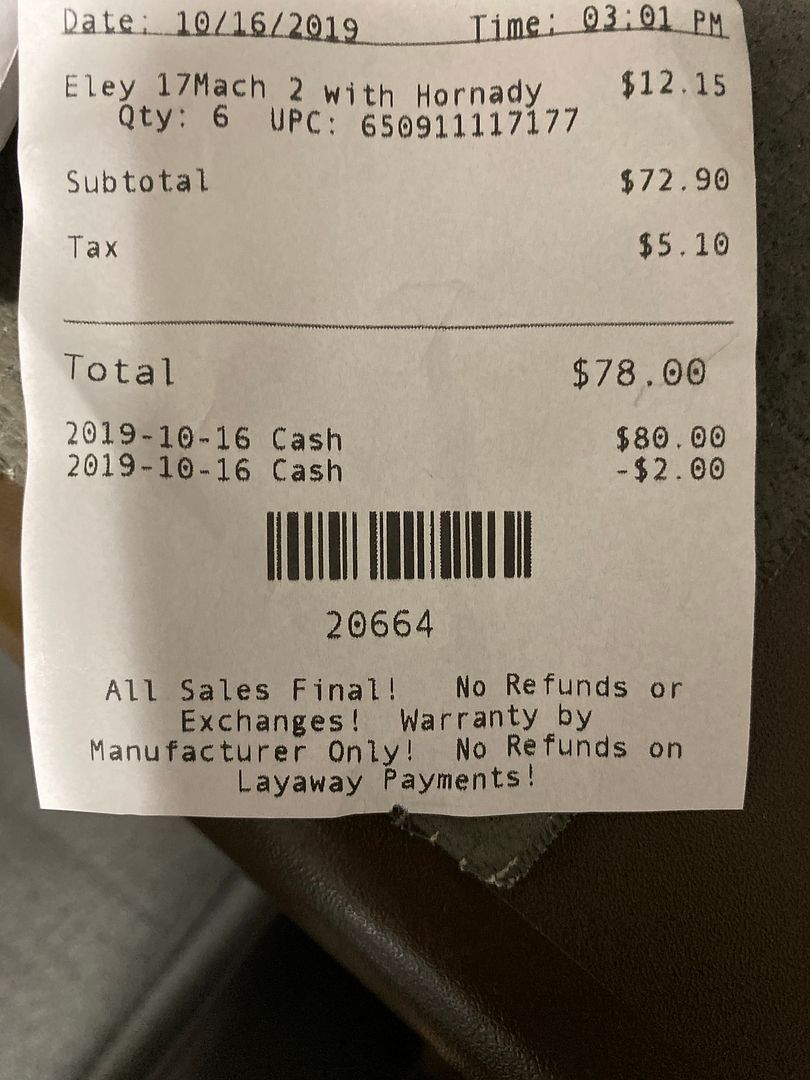 Date: 10/16/2019 Time: 03:01 PM
Eley 17Mach 2 with Hornady $12.15
Qty: 6 UPC: 650911117177
Subtotal $72.90
Tax $5.10
Total $78.00
2019-10-16 Cash $80.00
2019-10-16 Cash -$2.00
20664
All Sales Final! No Refunds or
Exchanges! Warranty by
Manufacturer Only! No Refunds on
Layaway Payments!